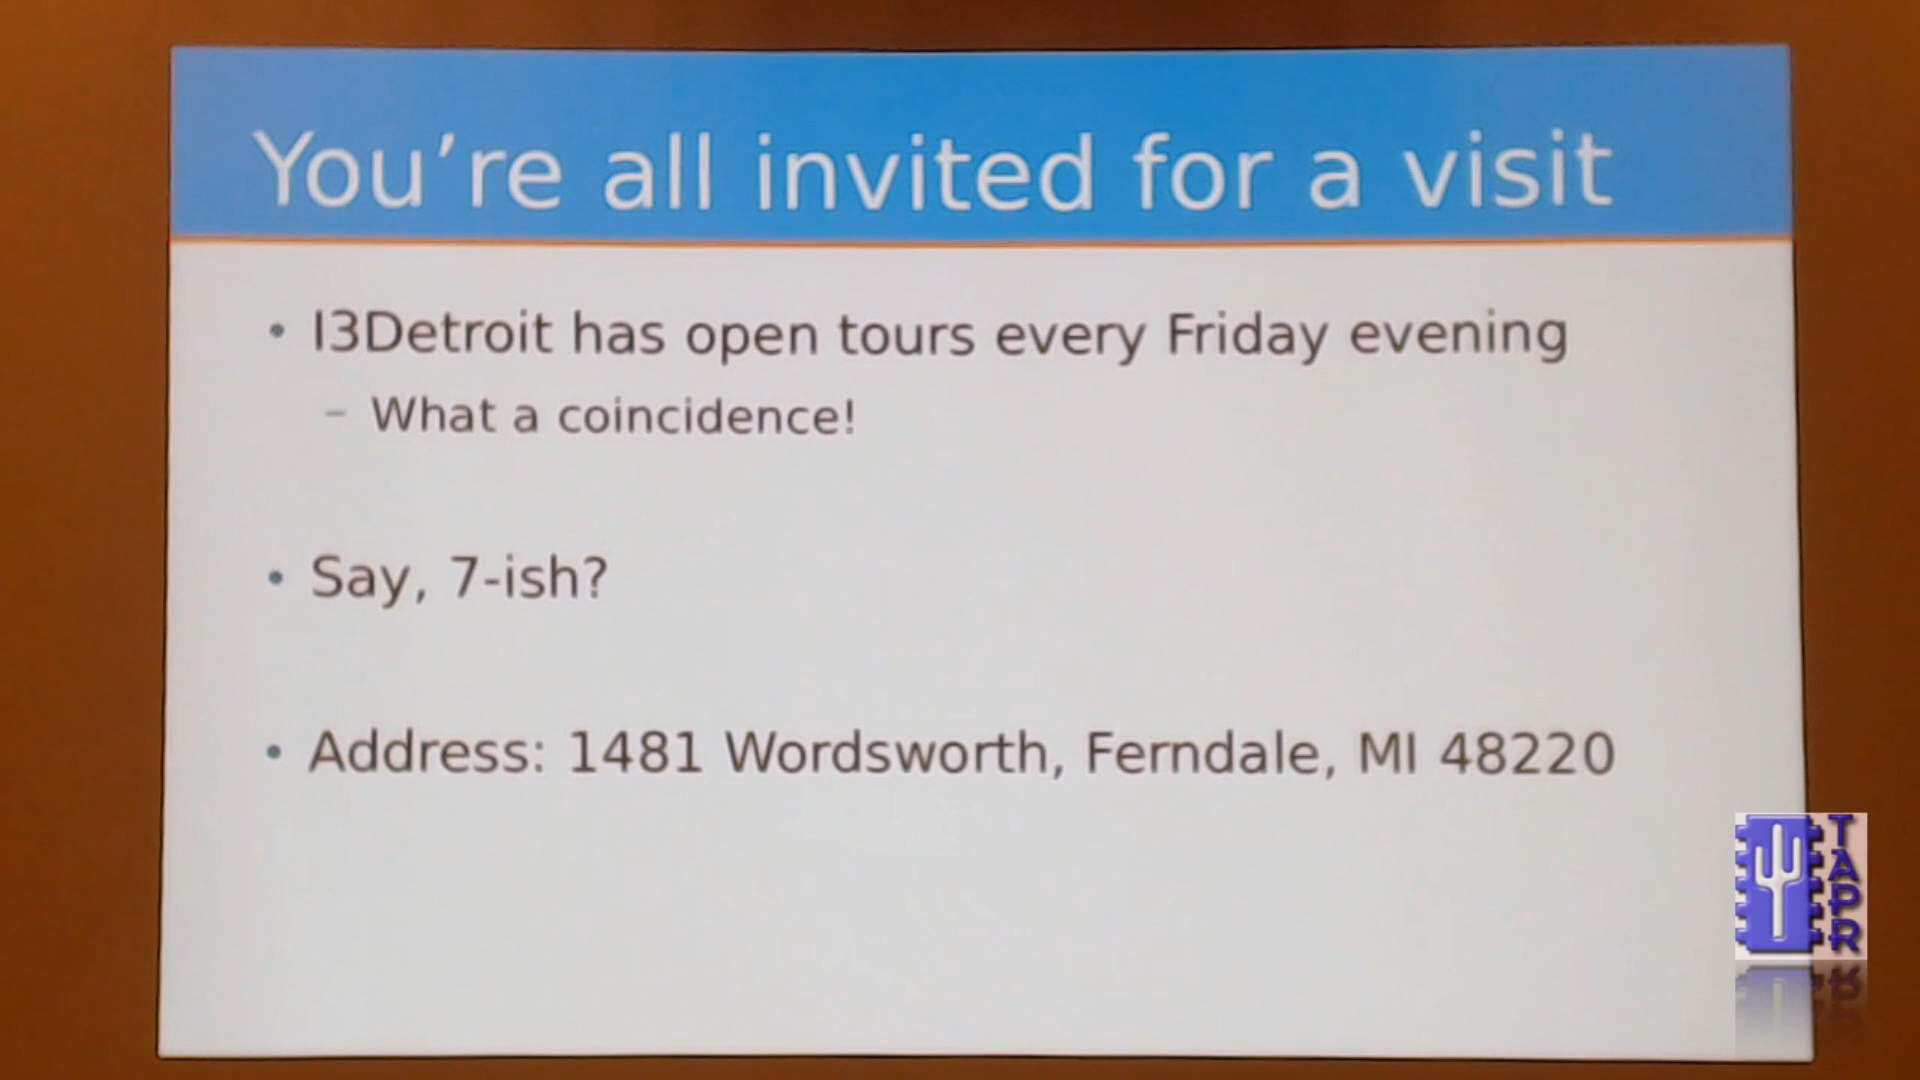 You’re all invited for a visit
• I3Detroit has open tours every Friday evening
– What a coincidence!
• Say, 7-ish?
• Address: 1481 Wordsworth, Ferndale, MI 48220
TAPR